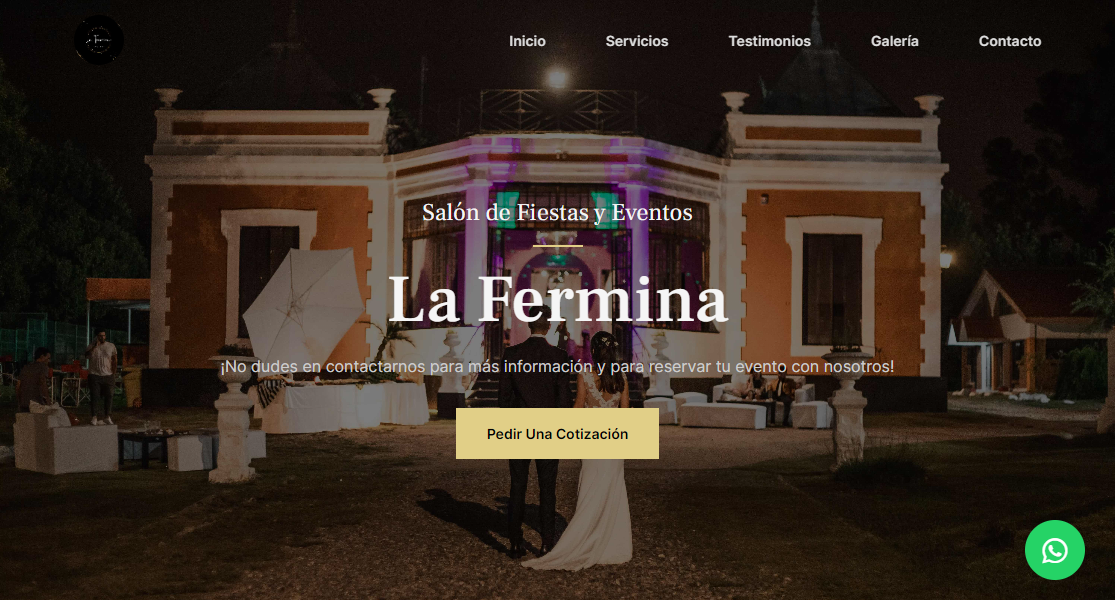 Inicio
Servicios
Testimonios
Galería
Contacto
Salón de Fiestas y Eventos
La Fermina
¡No dudes en contactarnos para más información y para reservar tu evento con nosotros!
Pedir Una Cotización